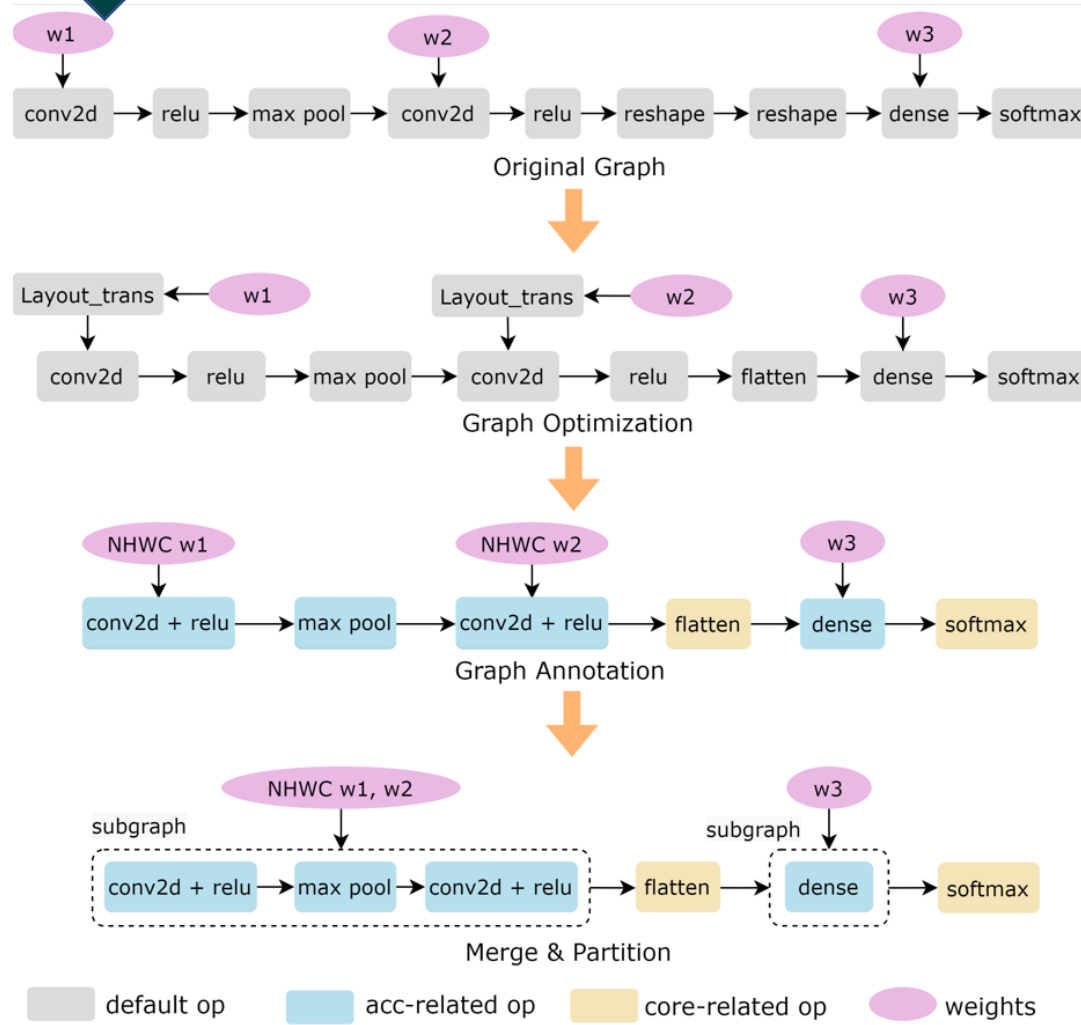 w1 w2 w3
conv2d relu max pool conv2d relu reshape reshape dense softmax
Original Graph
Layout_trans w1 Layout_trans w2 w3
conv2d relu max pool conv2d relu flatten dense softmax
Graph Optimization
NHWC w1 NHWC w2 w3
conv2d + relu max pool conv2d + relu flatten dense softmax
Graph Annotation
NHWC w1, w2 w3
subgraph subgraph
conv2d + relu max pool conv2d + relu flatten dense softmax
Merge & Partition
default op acc-related op core-related op weights